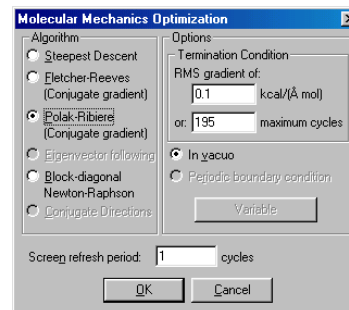 Molecular Mechanics Optimization
Algorithm
Steepest Descent
Fletcher-Reeves
(Conjugate gradient)
Polak-Ribiere
(Conjugate gradient)
Eigenvector following
Block-diagonal
Newton-Raphson
Conjugate Directions
Options
Termination Condition
RMS gradient of:
0.1 kcal/(Å mol)
or: 195 maximum cycles
In vacuo
Periodic boundary condition
Variable
Screen refresh period: 1 cycles
OK Cancel